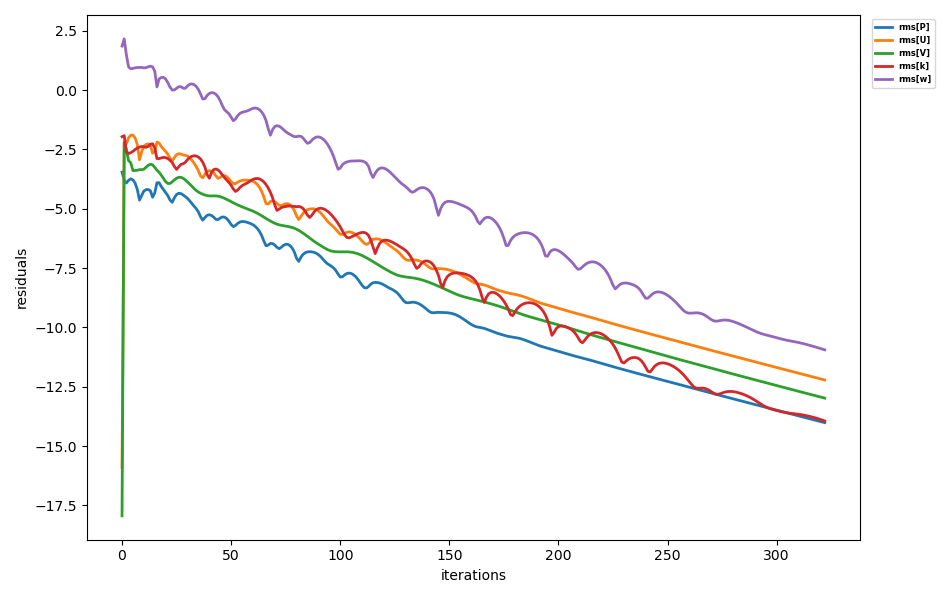 2.5
0.0
−2.5
−5.0
−7.5
−10.0
−12.5
−15.0
−17.5
residuals
0 50 100 150 200 250 300
iterations
rms[P]
rms[U]
rms[V]
rms[k]
rms[w]